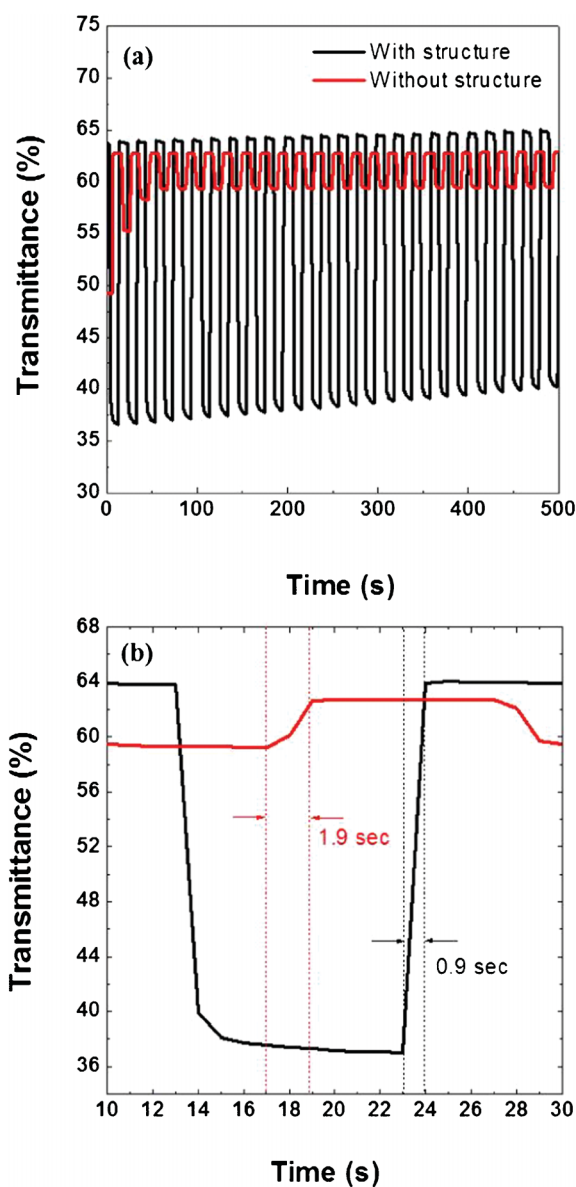 (a)
With structure
Without structure
75
70
65
60
55
50
45
40
35
30
Transmittance (%)
0 100 200 300 400 500
Time (s)
(b)
68
64
60
56
52
48
44
40
36
Transmittance (%)
1.9 sec
0.9 sec
10 12 14 16 18 20 22 24 26 28 30
Time (s)